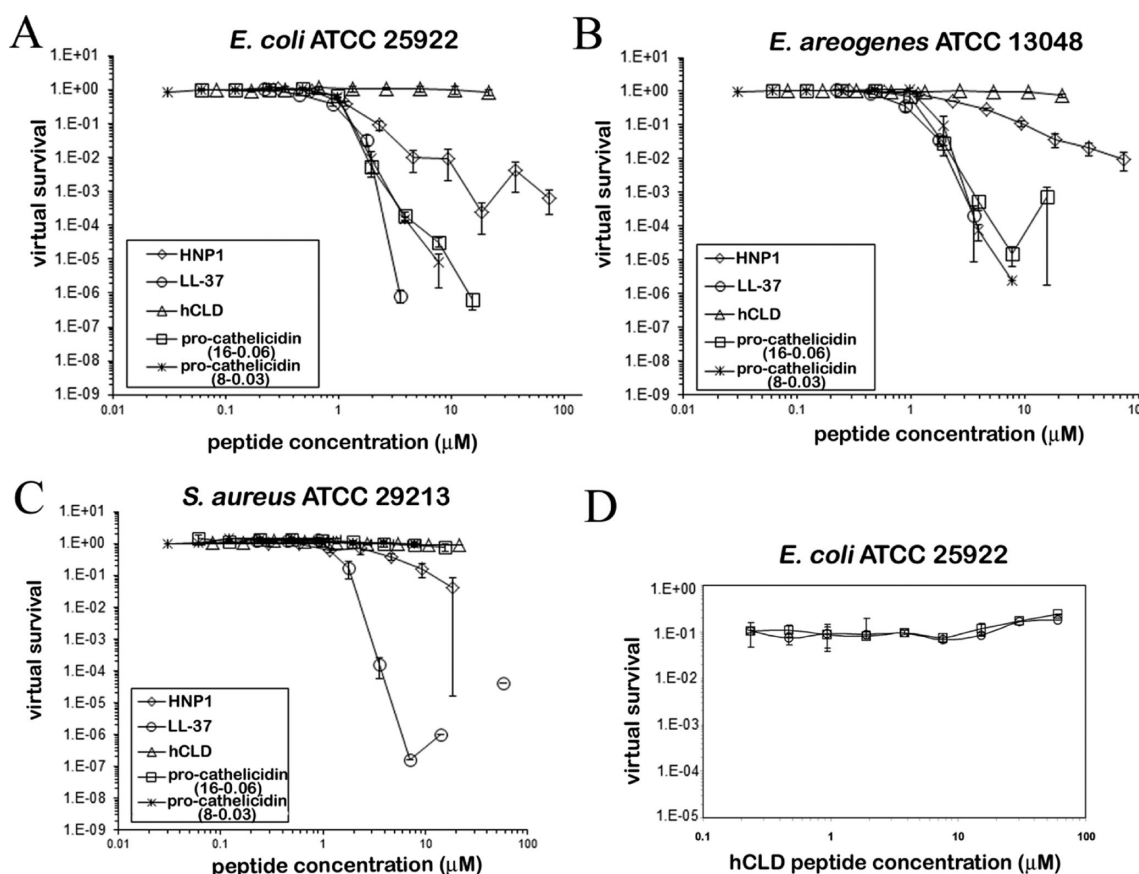 A
E. coli ATCC 25922
virtual survival
1.E+01
1.E+00
1.E-01
1.E-02
1.E-03
1.E-04
1.E-05
1.E-06
1.E-07
1.E-08
1.E-09
HNP1
LL-37
hCLD
pro-cathelicidin
(16-0.06)
pro-cathelicidin
(8-0.03)
0.01 0.1 1 10 100
peptide concentration (μM)
B
E. areogenes ATCC 13048
virtual survival
1.E+01
1.E+00
1.E-01
1.E-02
1.E-03
1.E-04
1.E-05
1.E-06
1.E-07
1.E-08
1.E-09
HNP1
LL-37
hCLD
pro-cathelicidin
(16-0.06)
pro-cathelicidin
(8-0.03)
0.01 0.1 1 10
peptide concentration (μM)
C
S. aureus ATCC 29213
virtual survival
1.E+01
1.E+00
1.E-01
1.E-02
1.E-03
1.E-04
1.E-05
1.E-06
1.E-07
1.E-08
1.E-09
HNP1
LL-37
hCLD
pro-cathelicidin
(16-0.06)
pro-cathelicidin
(8-0.03)
0.01 0.1 1 10 100
peptide concentration (μM)
D
E. coli ATCC 25922
virtual survival
1.E+00
1.E-01
1.E-02
1.E-03
1.E-04
1.E-05
0.1 1 10 100
hCLD peptide concentration (μM)